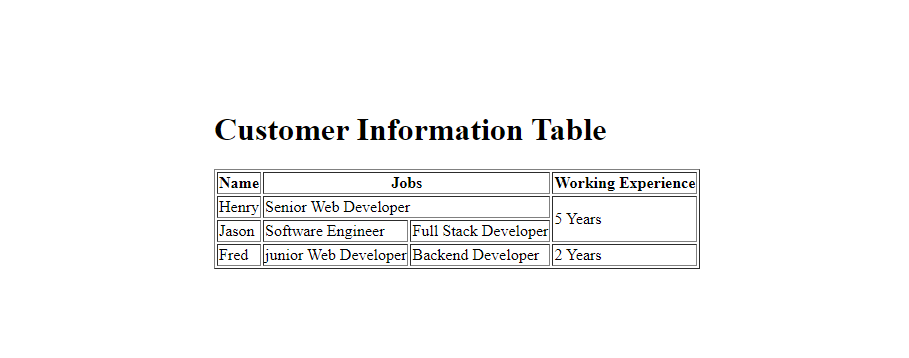 Customer Information Table
Name Jobs Working Experience
Henry Senior Web Developer 5 Years
Jason Software Engineer Full Stack Developer
Fred junior Web Developer Backend Developer 2 Years